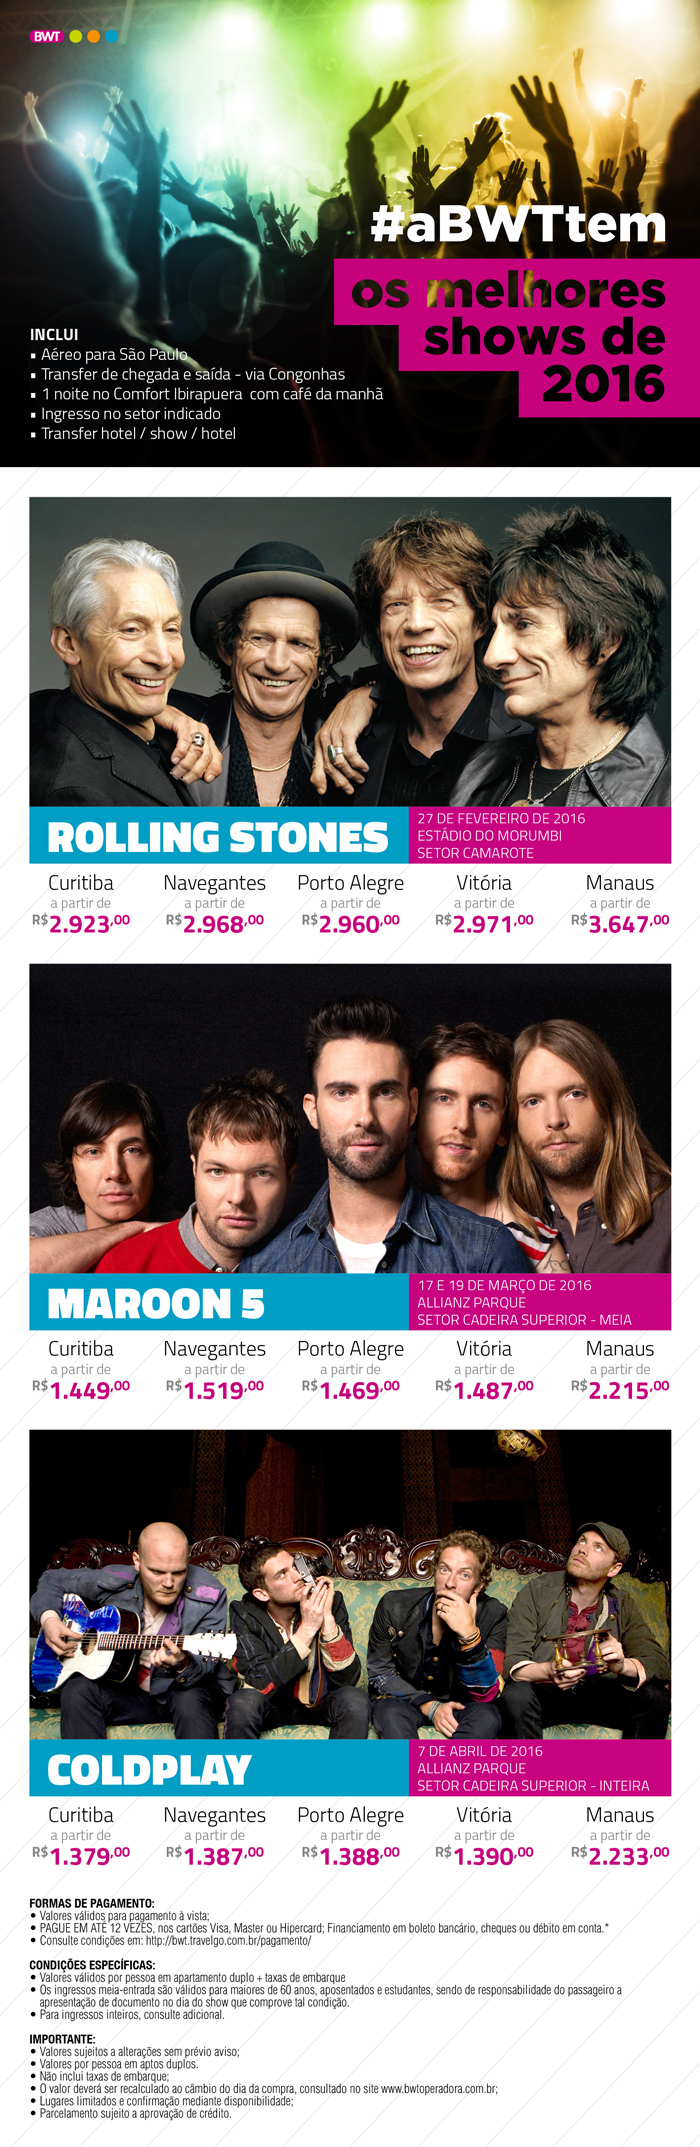 BWT
#aBWTtem
os melhores
shows de
2016
INCLUI
▪ Aéreo para São Paulo
▪ Transfer de chegada e saída - via Congonhas
▪ 1 noite no Comfort Ibirapuera com café da manhã
▪ Ingresso no setor indicado
▪ Transfer hotel / show / hotel
ROLLING STONES
27 DE FEVEREIRO DE 2016
ESTÁDIO DO MORUMBI
SETOR CAMAROTE
Curitiba Navegantes Porto Alegre Vitória Manaus
a partir de a partir de a partir de a partir de a partir de
R$2.923,00 R$2.968,00 R$2.960,00 R$2.971,00 R$3.647,00
MAROON 5
17 E 19 DE MARÇO DE 2016
ALLIANZ PARQUE
SETOR CADEIRA SUPERIOR - MEIA
Curitiba Navegantes Porto Alegre Vitória Manaus
a partir de a partir de a partir de a partir de a partir de
R$1.449,00 R$1.519,00 R$1.469,00 R$1.487,00 R$2.215,00
COLDPLAY
7 DE ABRIL DE 2016
ALLIANZ PARQUE
SETOR CADEIRA SUPERIOR - INTEIRA
Curitiba Navegantes Porto Alegre Vitória Manaus
a partir de a partir de a partir de a partir de a partir de
R$1.379,00 R$1.387,00 R$1.388,00 R$1.390,00 R$2.233,00
FORMAS DE PAGAMENTO:
• Valores válidos para pagamento à vista;
• PAGUE EM ATÉ 12 VEZES, nos cartões Visa, Master ou Hipercard; Financiamento em boleto bancário, cheques ou débito em conta.*
• Consulte condições em: http://bwt.travelgo.com.br/pagamento/
CONDIÇÕES ESPECÍFICAS:
• Valores válidos por pessoa em apartamento duplo + taxas de embarque
• Os ingressos meia-entrada são válidos para maiores de 60 anos, aposentados e estudantes, sendo de responsabilidade do passageiro a
apresentação de documento no dia do show que comprove tal condição.
• Para ingressos inteiros, consulte adicional.
IMPORTANTE:
• Valores sujeitos a alterações sem prévio aviso;
• Valores por pessoa em aptos duplos.
• Não inclui taxas de embarque;
• O valor deverá ser recalculado ao câmbio do dia da compra, consultado no site www.bwtoperadora.com.br;
• Lugares limitados e confirmação mediante disponibilidade;
• Parcelamento sujeito a aprovação de crédito.